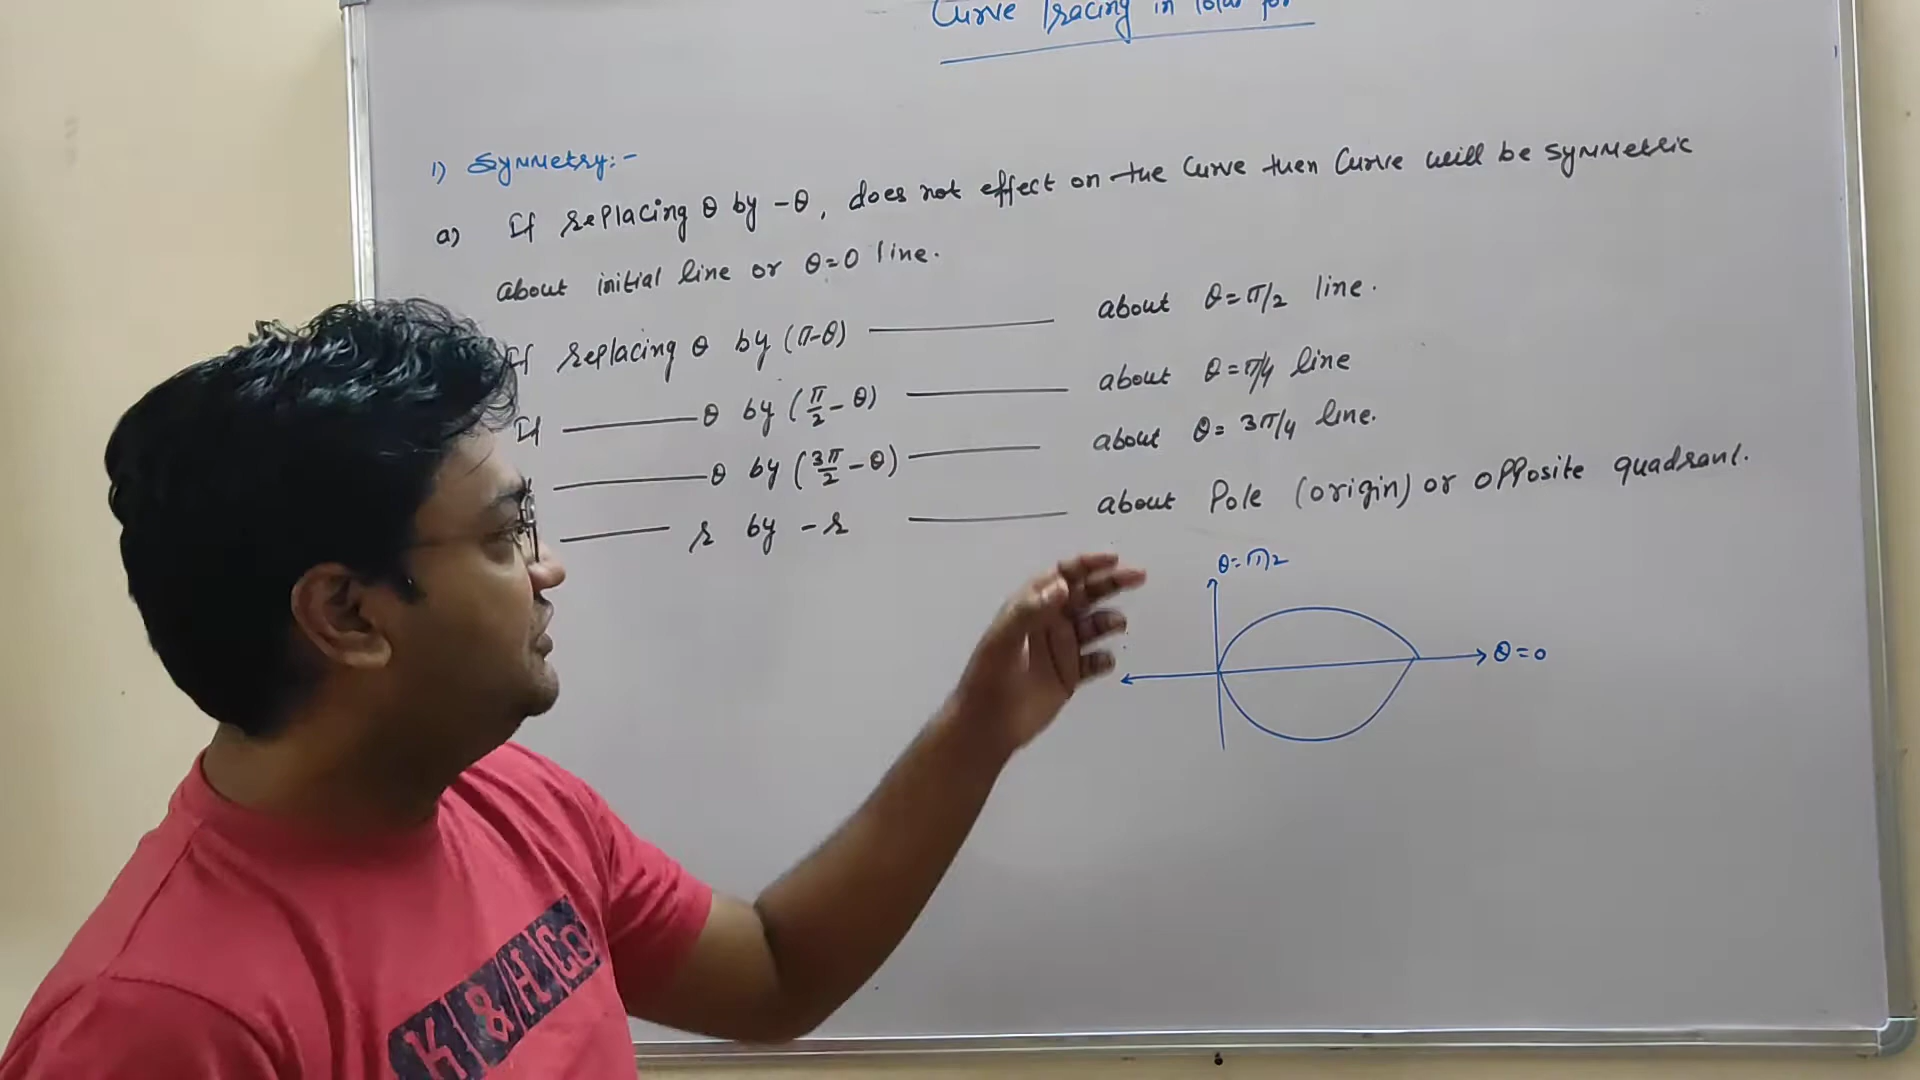 Curve Tracing in Polar for
1) Symmetry:-
a) If replacing θ by -θ, does not effect on the Curve then Curve will be symmetric
about initial line or θ=0 line.
If replacing θ by (π-θ) ——— about θ=π/2 line.
If ——— θ by (π/2 - θ) ——— about θ=π/4 line
——— θ by (3π/2 - θ) ——— about θ= 3π/4 line.
——— r by -r ——— about Pole (origin) or opposite quadrant.
θ=π/2
θ=0
K & H Co